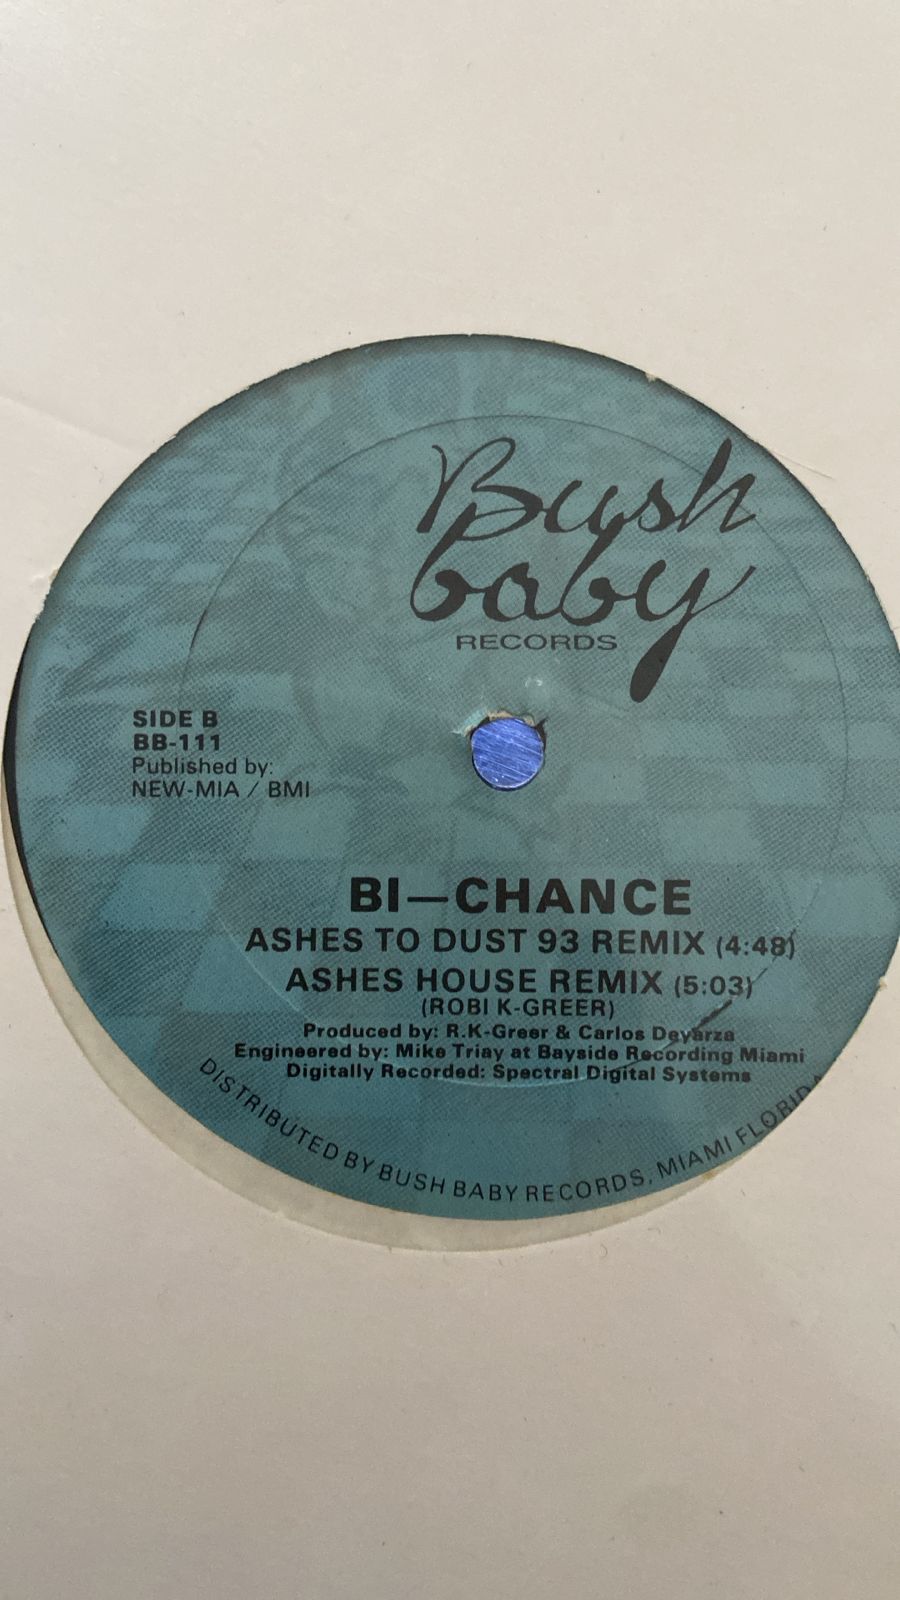 Bush
baby
RECORDS
SIDE B
BB-111
Published by:
NEW-MIA / BMI
BI—CHANCE
ASHES TO DUST 93 REMIX (4:48)
ASHES HOUSE REMIX (5:03)
(ROBI K-GREER)
Produced by: R.K-Greer & Carlos Deyarza
Engineered by: Mike Triay at Bayside Recording Miami
Digitally Recorded: Spectral Digital Systems
DISTRIBUTED BY BUSH BABY RECORDS, MIAMI FLORIDA